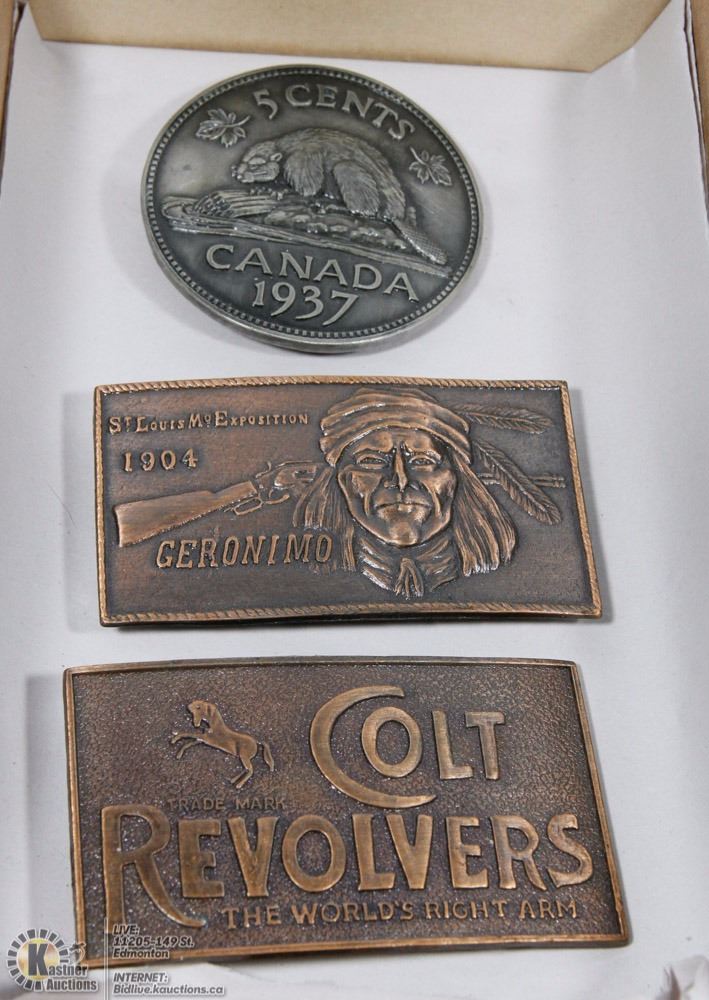 5 CENTS
CANADA
1937
ST LOUIS MO EXPOSITION
1904
GERONIMO
COLT
TRADE MARK
REVOLVERS
THE WORLD'S RIGHT ARM
K
Kastner
Auctions
LIVE:
11205-149 St.
Edmonton
INTERNET:
Bidlive.kauctions.ca